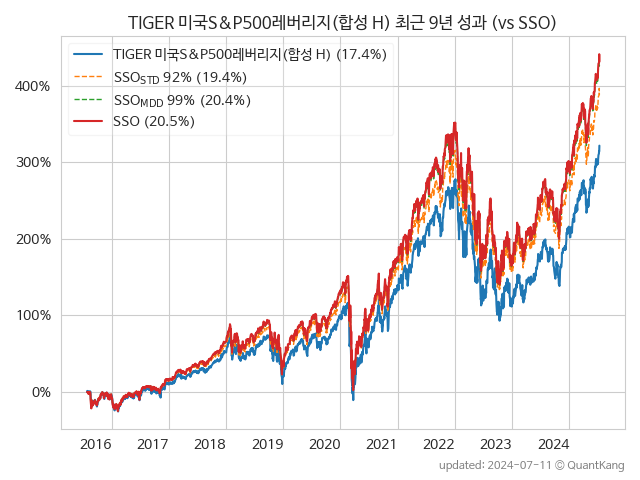 TIGER 미국S&P500레버리지(합성 H) 최근 9년 성과 (vs SSO)
TIGER 미국S&P500레버리지(합성 H) (17.4%)
SSO_STD 92% (19.4%)
SSO_MDD 99% (20.4%)
SSO (20.5%)
400%
300%
200%
100%
0%
2016 2017 2018 2019 2020 2021 2022 2023 2024
updated: 2024-07-11 © QuantKang